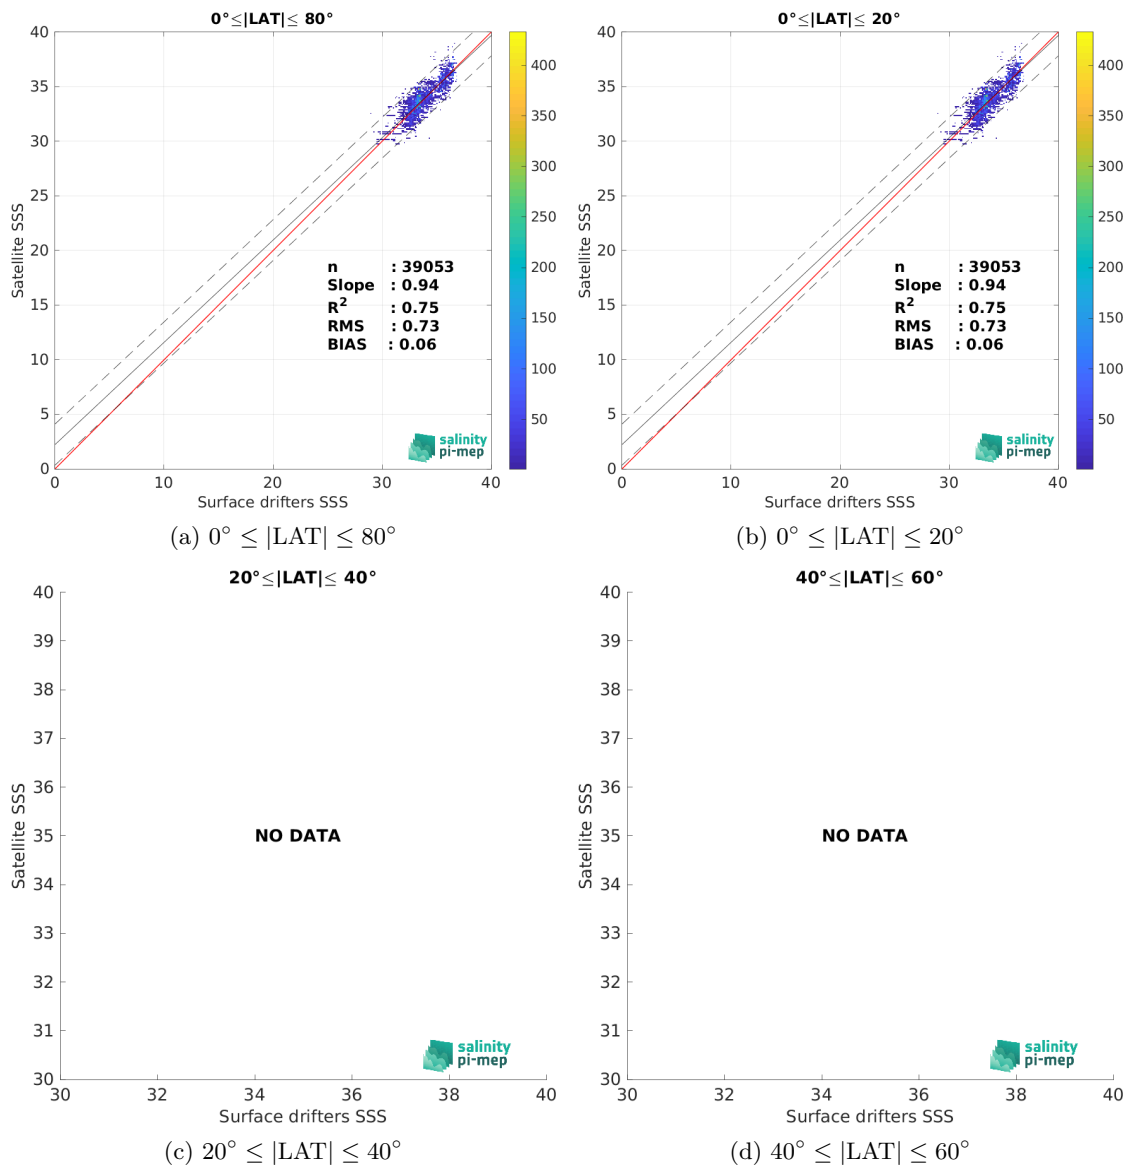 0°≤|LAT|≤ 80°
40
35
30
25
20
15
10
5
0
Satellite SSS
n : 39053
Slope : 0.94
R² : 0.75
RMS : 0.73
BIAS : 0.06
salinity
pi-mep
0 10 20 30 40
Surface drifters SSS
400
350
300
250
200
150
100
50
(a) 0° ≤ |LAT| ≤ 80°
0°≤|LAT|≤ 20°
40
35
30
25
20
15
10
5
0
Satellite SSS
n : 39053
Slope : 0.94
R² : 0.75
RMS : 0.73
BIAS : 0.06
salinity
pi-mep
0 10 20 30 40
Surface drifters SSS
400
350
300
250
200
150
100
50
(b) 0° ≤ |LAT| ≤ 20°
20°≤|LAT|≤ 40°
40
39
38
37
36
35
34
33
32
31
30
Satellite SSS
NO DATA
salinity
pi-mep
30 32 34 36 38 40
Surface drifters SSS
(c) 20° ≤ |LAT| ≤ 40°
40°≤|LAT|≤ 60°
40
39
38
37
36
35
34
33
32
31
30
Satellite SSS
NO DATA
salinity
pi-mep
30 32 34 36 38 40
Surface drifters SSS
(d) 40° ≤ |LAT| ≤ 60°